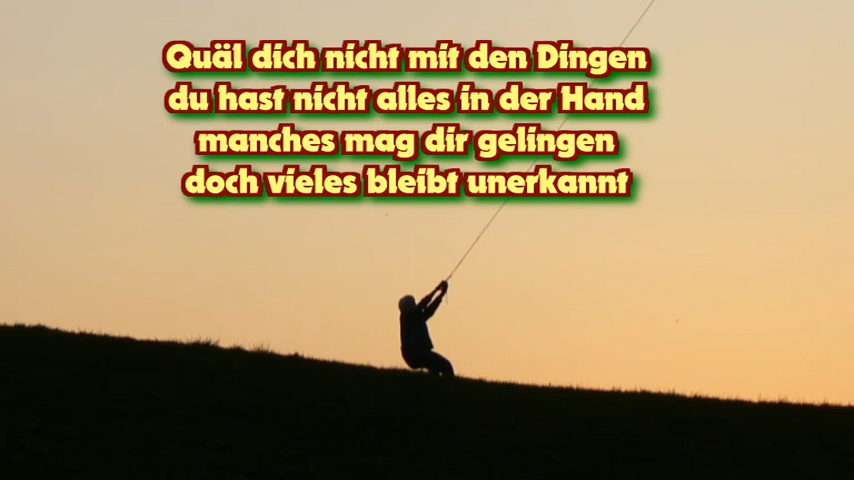 Quäl dich nicht mit den Dingen
du hast nicht alles in der Hand
manches mag dir gelingen
doch vieles bleibt unerkannt